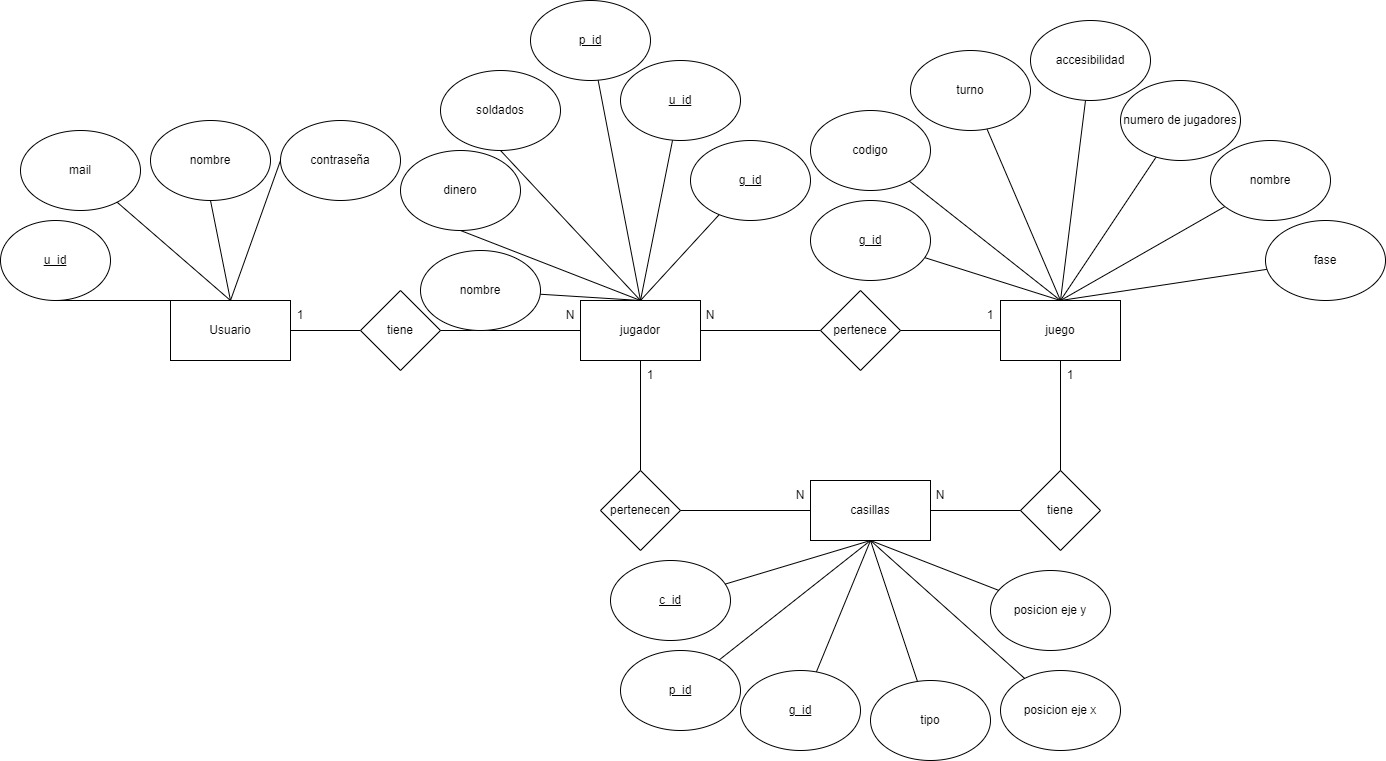 p_id
accesibilidad
turno
u_id
soldados
numero de jugadores
codigo
nombre
contraseña
mail
g_id
nombre
dinero
g_id
u_id
fase
nombre
1
N
N
1
Usuario
tiene
jugador
pertenece
juego
1
1
N
N
pertenecen
casillas
tiene
c_id
posicion eje y
p_id
g_id
tipo
posicion eje x